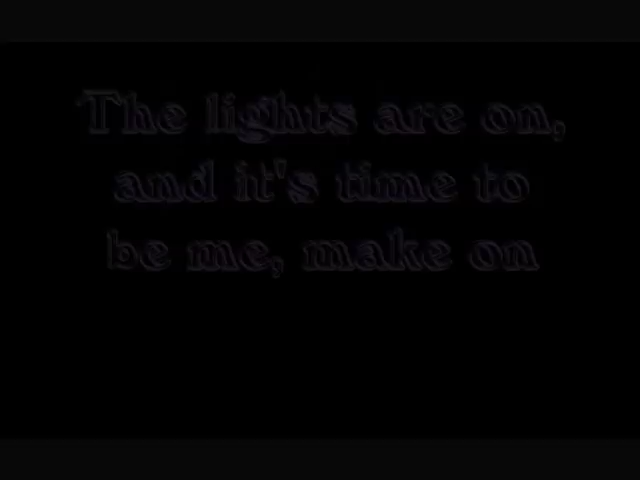 The lights are on,
and it's time to
be me, make on